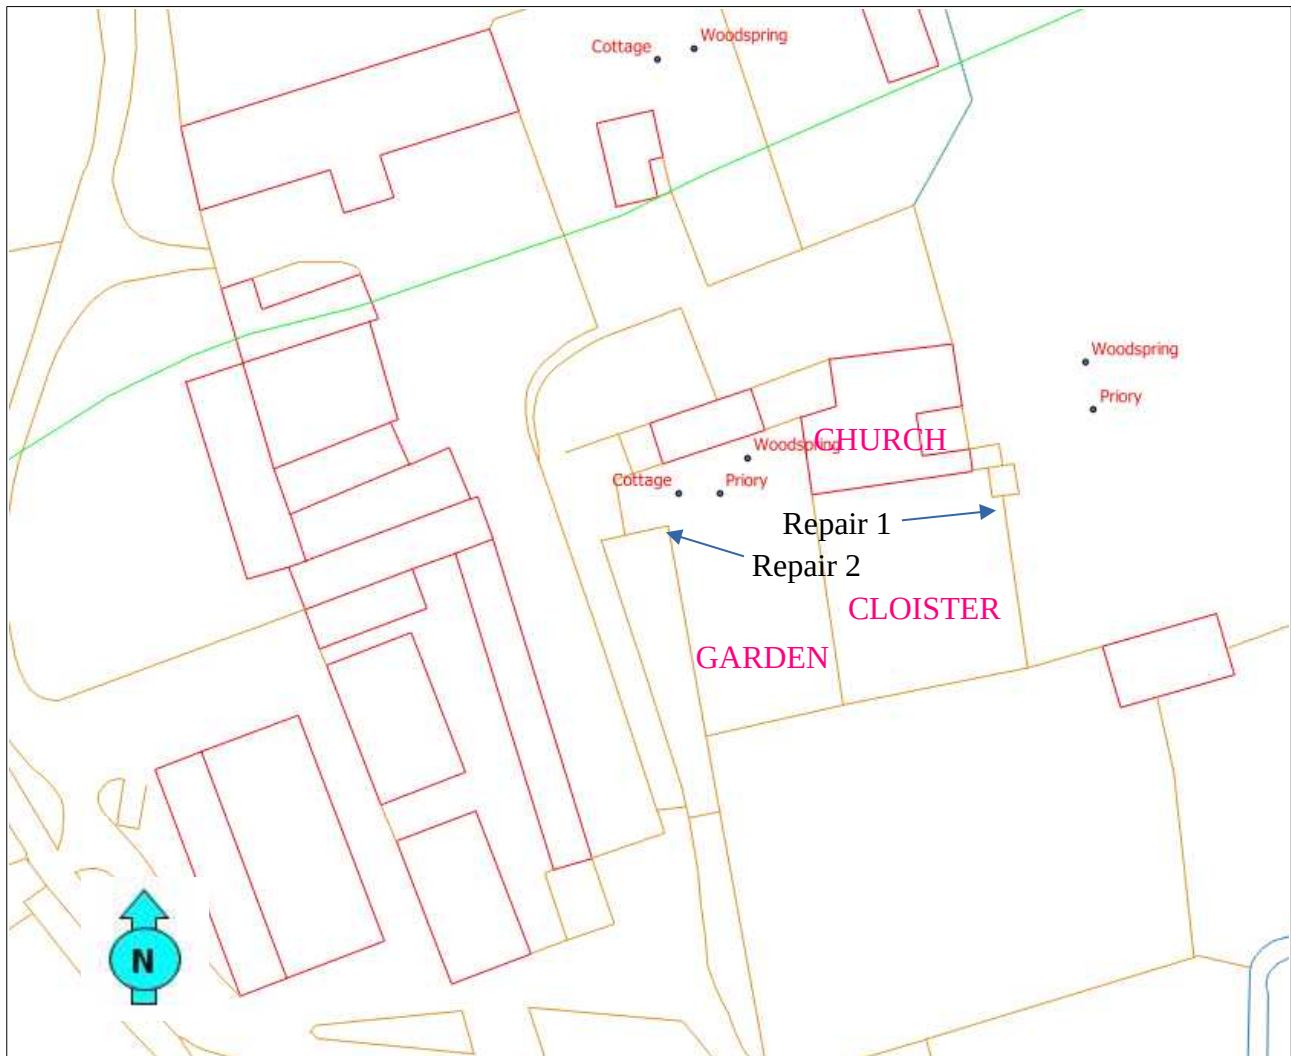 Woodspring
Cottage
Woodspring
Priory
CHURCH
Woodspring
Cottage
Priory
Repair 1
Repair 2
CLOISTER
GARDEN
N